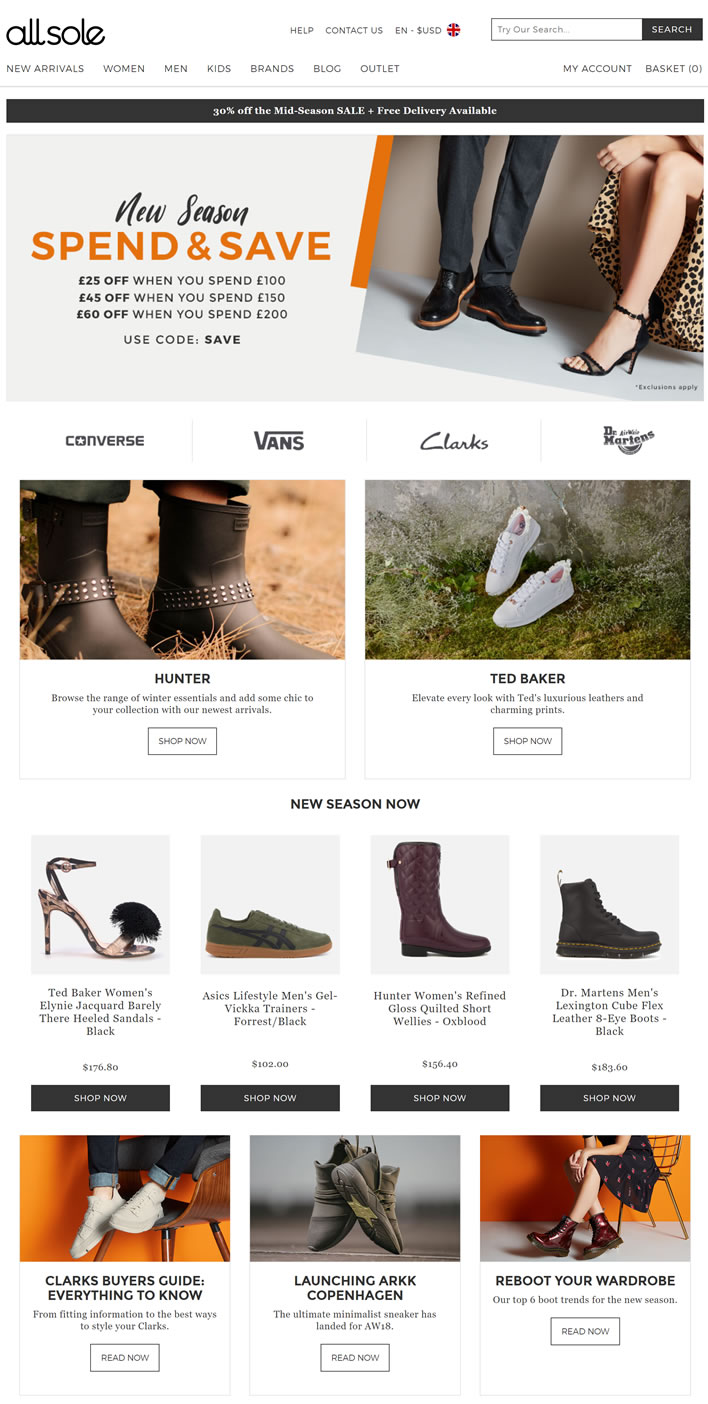 allsole
HELP CONTACT US EN - $USD
Try Our Search...
SEARCH
NEW ARRIVALS WOMEN MEN KIDS BRANDS BLOG OUTLET
MY ACCOUNT BASKET (0)
30% off the Mid-Season SALE + Free Delivery Available
New Season
SPEND & SAVE
£25 OFF WHEN YOU SPEND £100
£45 OFF WHEN YOU SPEND £150
£60 OFF WHEN YOU SPEND £200
USE CODE: SAVE
*Exclusions apply
CONVERSE
VANS
Clarks
Dr. Martens
AirWair
HUNTER
Browse the range of winter essentials and add some chic to
your collection with our newest arrivals.
SHOP NOW
TED BAKER
Elevate every look with Ted's luxurious leathers and
charming prints.
SHOP NOW
NEW SEASON NOW
Ted Baker Women's
Elynie Jacquard Barely
There Heeled Sandals -
Black
$176.80
SHOP NOW
Asics Lifestyle Men's Gel-
Vickka Trainers -
Forrest/Black
$102.00
SHOP NOW
Hunter Women's Refined
Gloss Quilted Short
Wellies - Oxblood
$156.40
SHOP NOW
Dr. Martens Men's
Lexington Cube Flex
Leather 8-Eye Boots -
Black
$183.60
SHOP NOW
CLARKS BUYERS GUIDE:
EVERYTHING TO KNOW
From fitting information to the best ways
to style your Clarks.
READ NOW
LAUNCHING ARKK
COPENHAGEN
The ultimate minimalist sneaker has
landed for AW18.
READ NOW
REBOOT YOUR WARDROBE
Our top 6 boot trends for the new season.
READ NOW